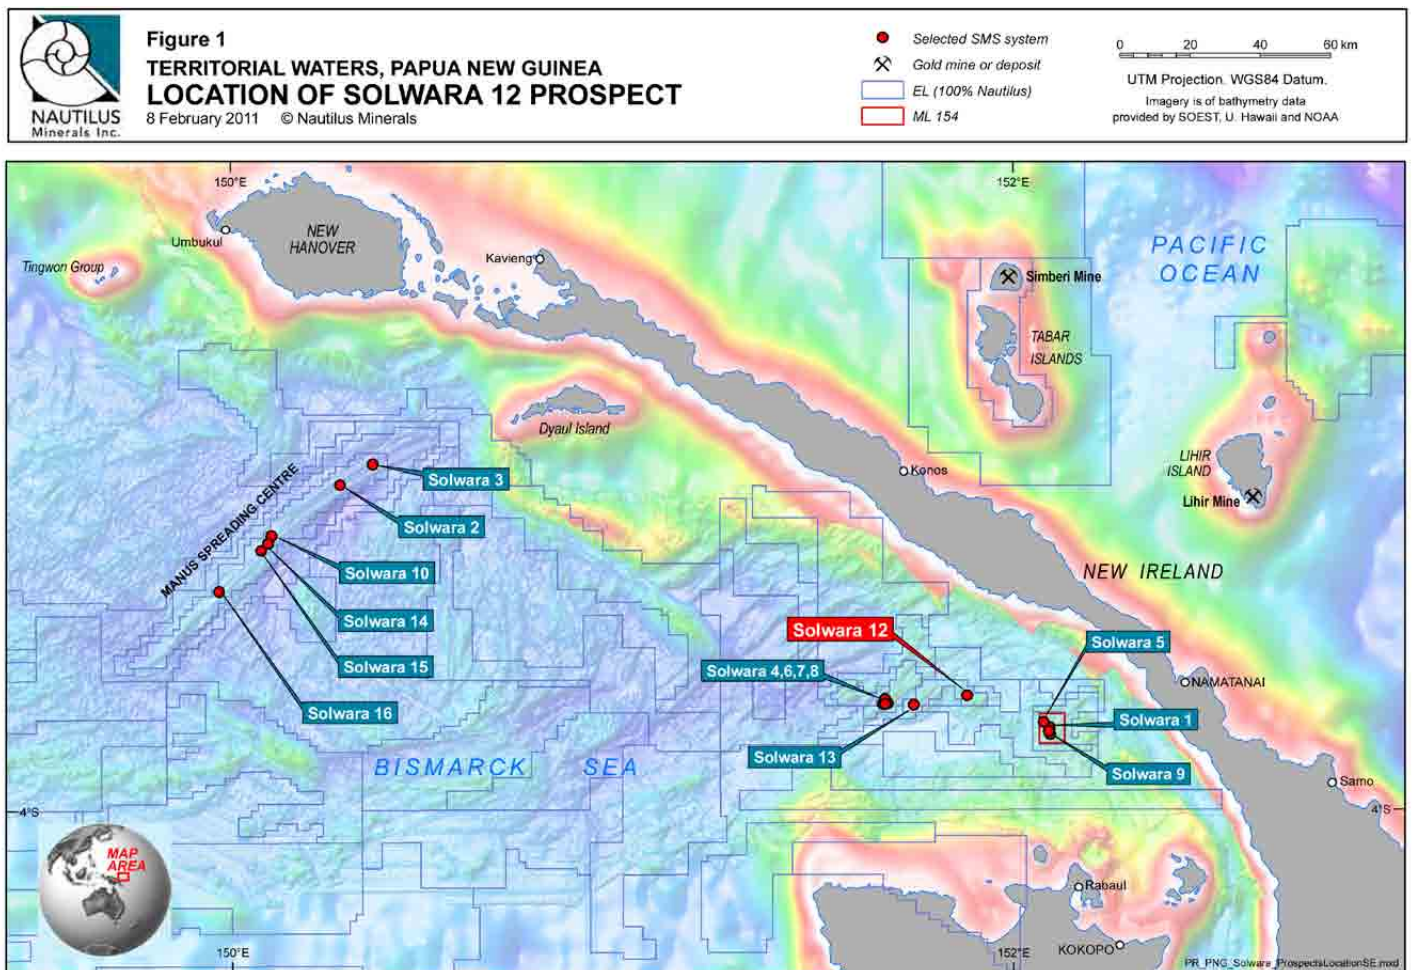 NAUTILUS
Minerals Inc.
Figure 1
TERRITORIAL WATERS, PAPUA NEW GUINEA
LOCATION OF SOLWARA 12 PROSPECT
8 February 2011 © Nautilus Minerals
Selected SMS system
Gold mine or deposit
EL (100% Nautilus)
ML 154
0 20 40 60 km
UTM Projection. WGS84 Datum.
Imagery is of bathymetry data
provided by SOEST, U. Hawaii and NOAA
150°E
152°E
NEW
HANOVER
Umbukul
Tingwon Group
Kavieng
PACIFIC
OCEAN
Simberi Mine
TABAR
ISLANDS
Dyaul Island
LIHIR
ISLAND
Lihir Mine
Konos
MANUS SPREADING CENTRE
Solwara 3
Solwara 2
Solwara 10
Solwara 14
Solwara 15
Solwara 16
NEW IRELAND
Solwara 12
Solwara 5
Solwara 4,6,7,8
NAMATANAI
Solwara 1
Solwara 13
Solwara 9
BISMARCK SEA
Samo
4°S
4°S
MAP
AREA
Rabaul
KOKOPO
150°E
152°E
PR_PNG_Solwara_ProspectsLocationSE.mxd